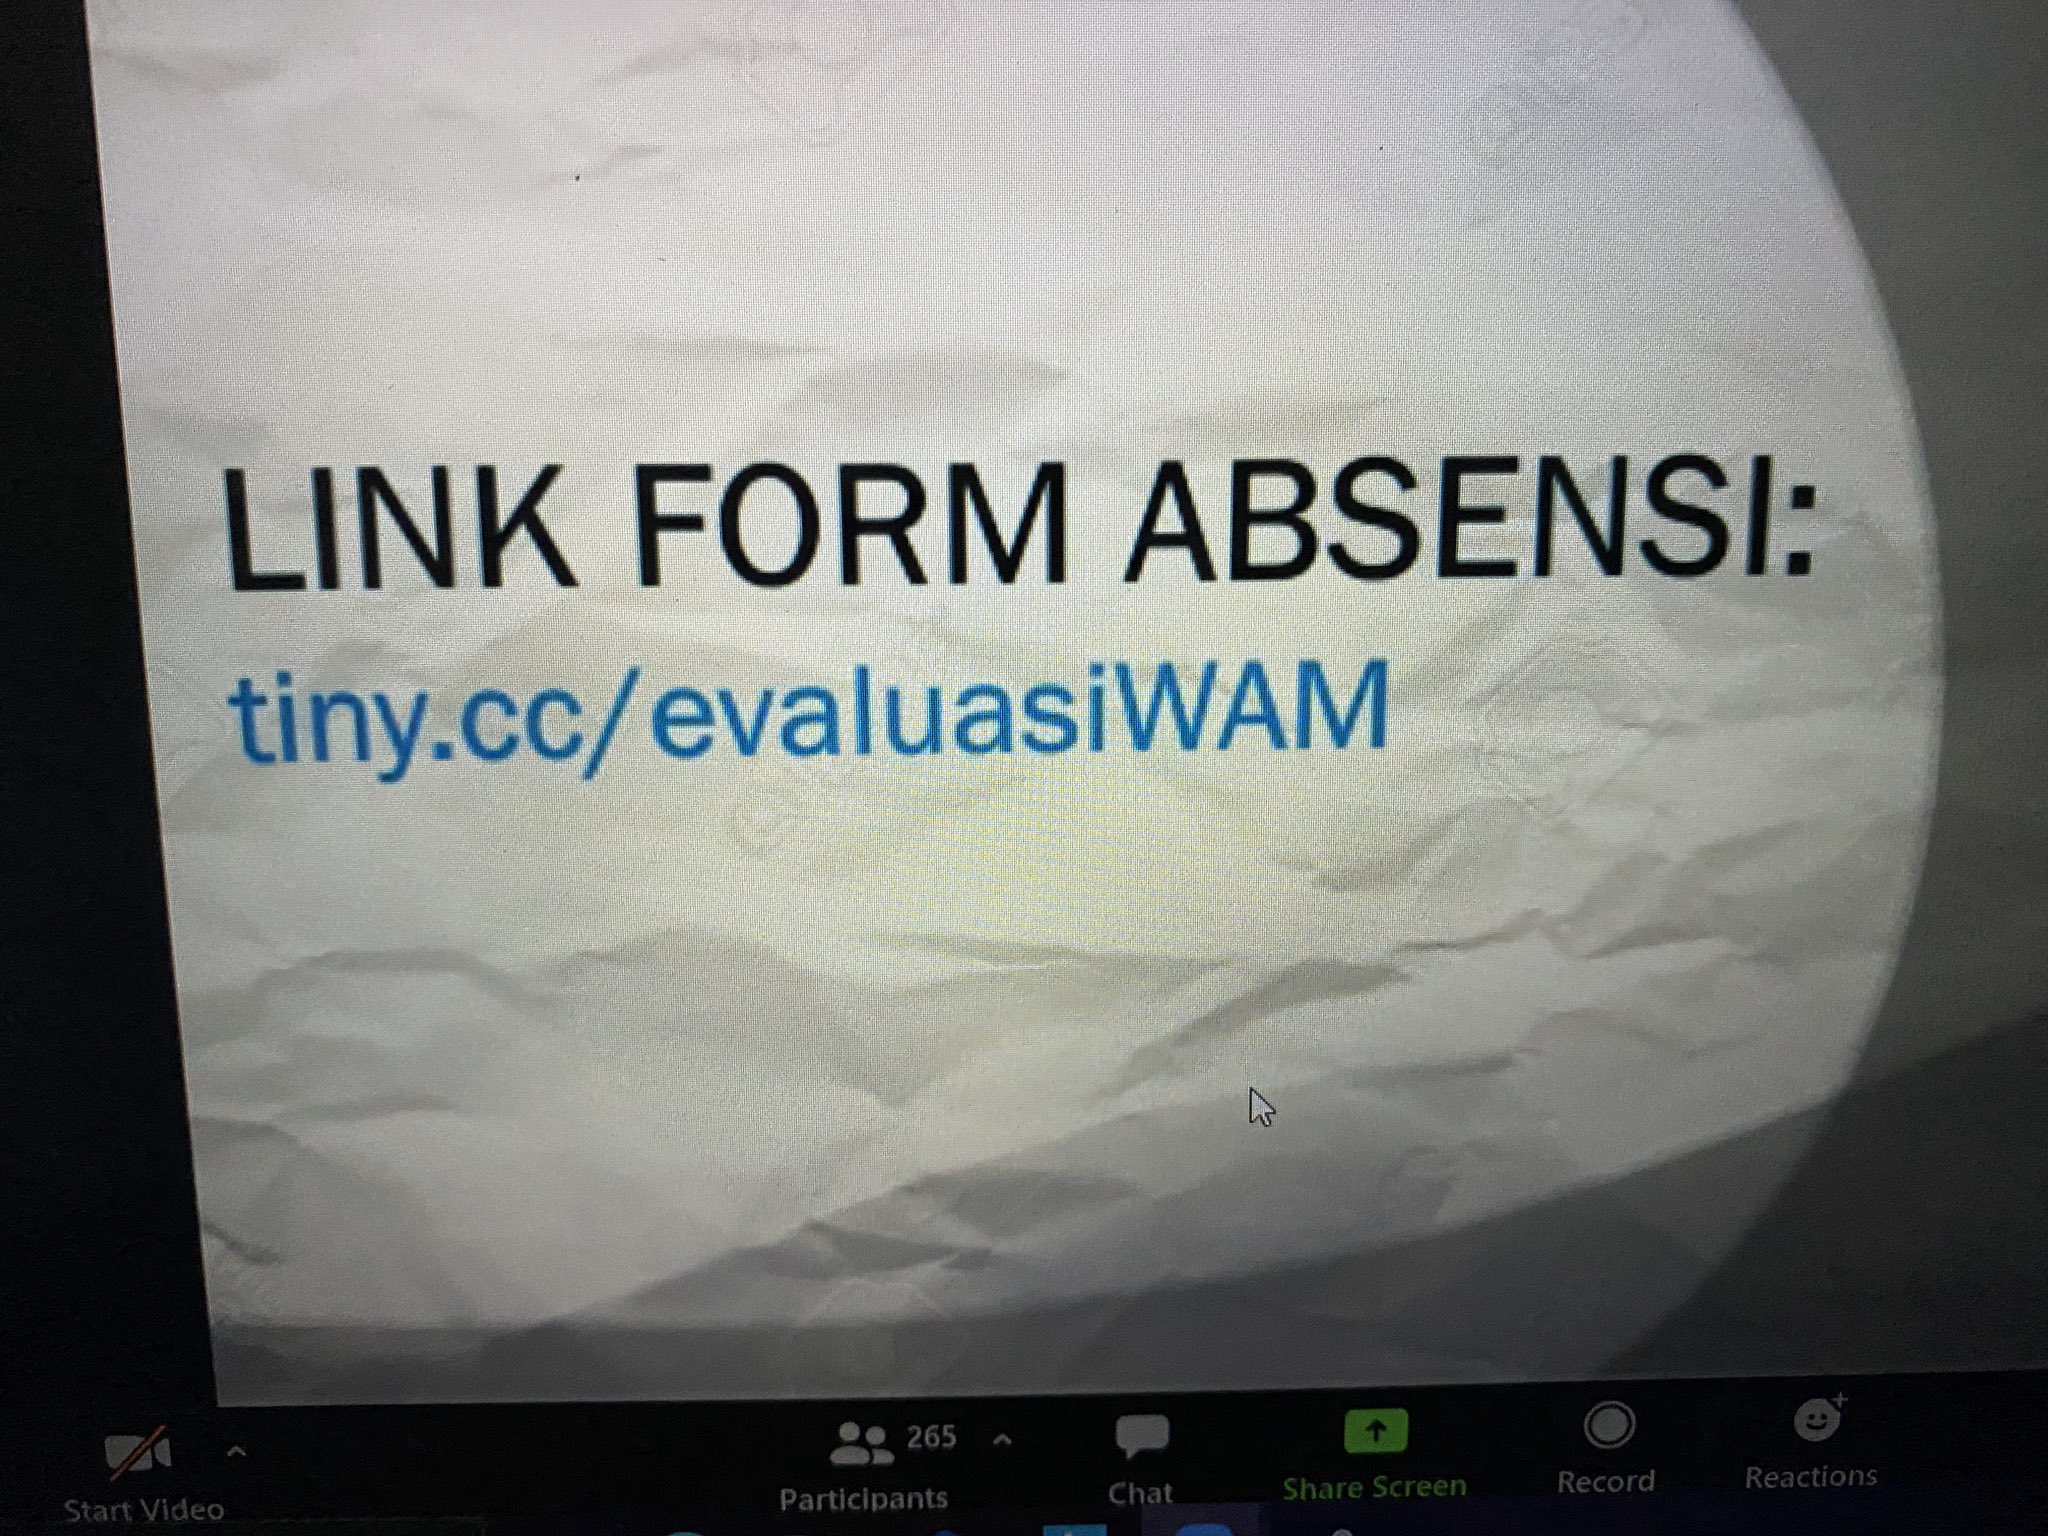 LINK FORM ABSENSI:
tiny.cc/evaluasiWAM
265
Start Video
Participants
Chat
Share Screen
Record
Reactions